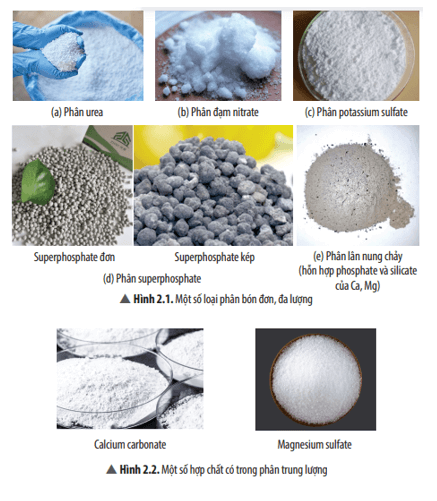 (a) Phân urea
(b) Phân đạm nitrate
(c) Phân potassium sulfate
Superphosphate đơn
Superphosphate kép
(d) Phân superphosphate
(e) Phân lân nung chảy
(hỗn hợp phosphate và silicate
của Ca, Mg)
▲ Hình 2.1. Một số loại phân bón đơn, đa lượng
Calcium carbonate
Magnesium sulfate
▲ Hình 2.2. Một số hợp chất có trong phân trung lượng